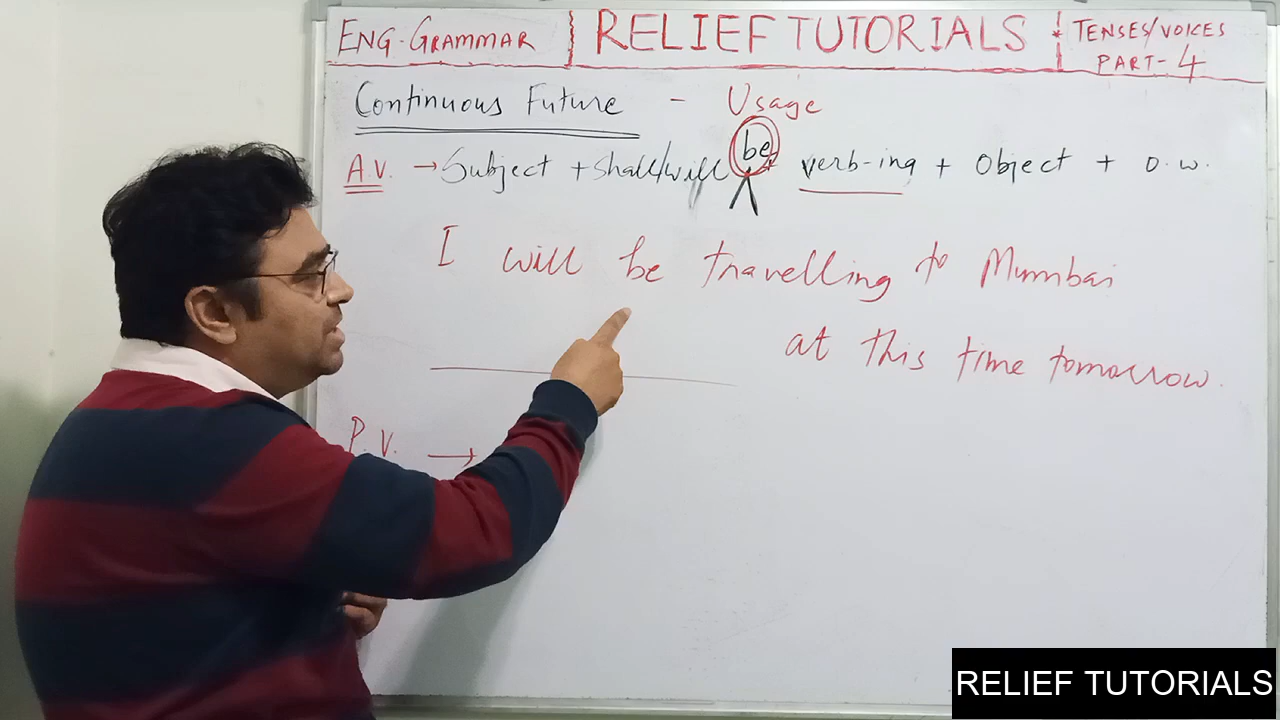 ENG. GRAMMAR
RELIEF TUTORIALS
TENSES/VOICES
PART-4
Continuous Future - Usage
A.V. → Subject + Shall/will be + verb-ing + Object + O.W.
I will be travelling to Mumbai
at this time tomorrow.
P.V. →
RELIEF TUTORIALS